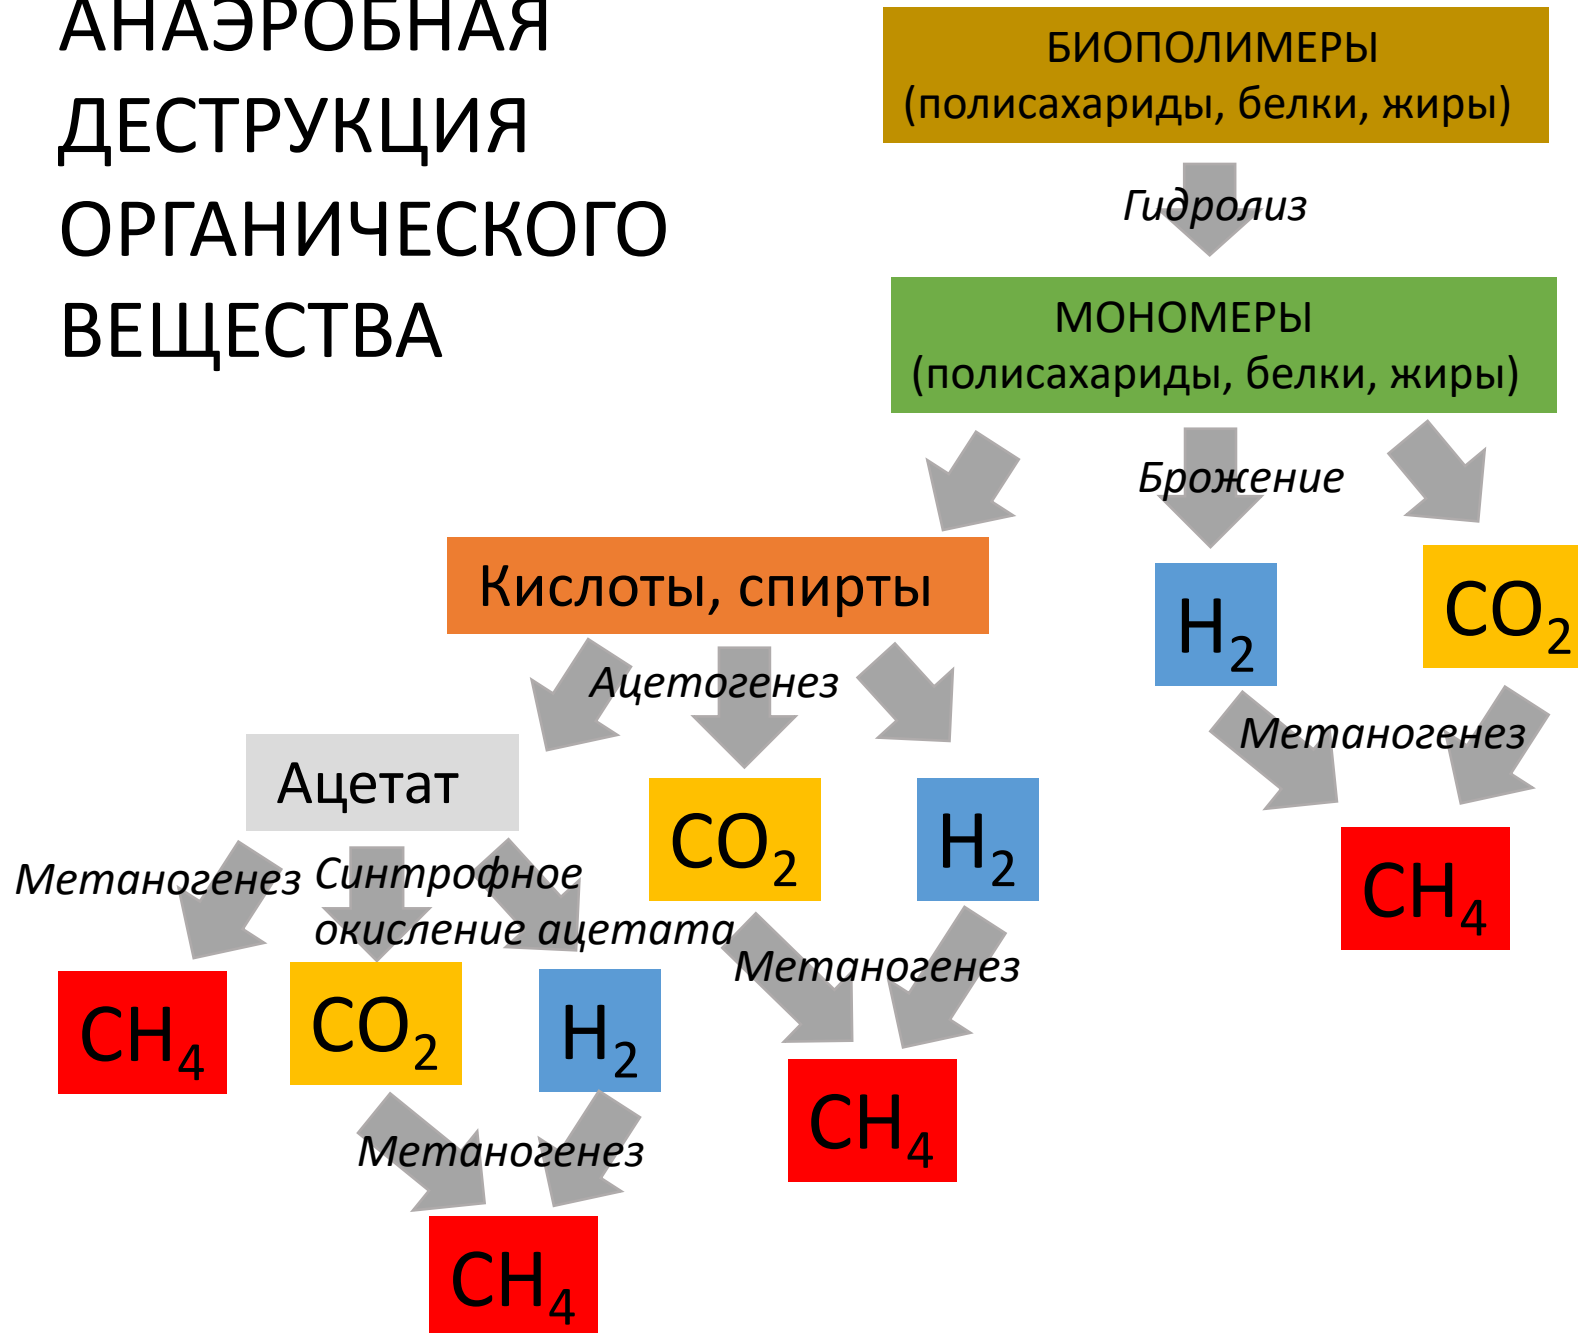 АНАЭРОБНАЯ
ДЕСТРУКЦИЯ
ОРГАНИЧЕСКОГО
ВЕЩЕСТВА
БИОПОЛИМЕРЫ
(полисахариды, белки, жиры)
Гидролиз
МОНОМЕРЫ
(полисахариды, белки, жиры)
Брожение
Кислоты, спирты
H₂
CO₂
Ацетогенез
Метаногенез
Ацетат
CO₂
H₂
CH₄
Метаногенез
Синтрофное
окисление ацетата
Метаногенез
CH₄
CO₂
H₂
CH₄
Метаногенез
CH₄